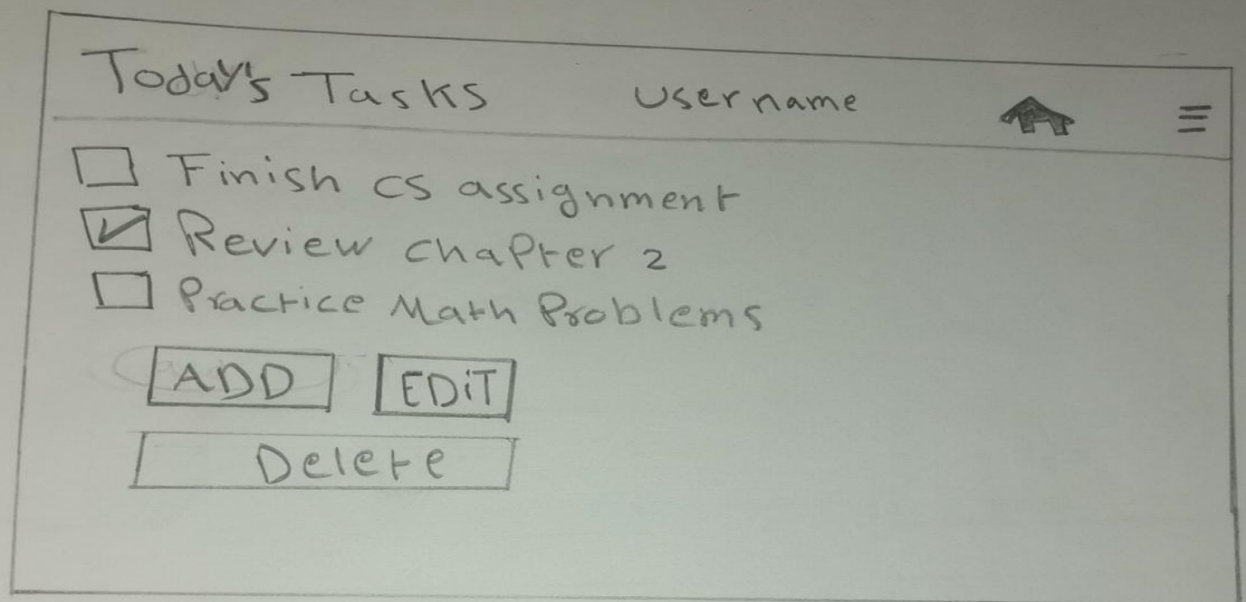 Today's Tasks username
Finish cs assignment
Review chapter 2
Practice Math Problems
ADD EDiT
Delete